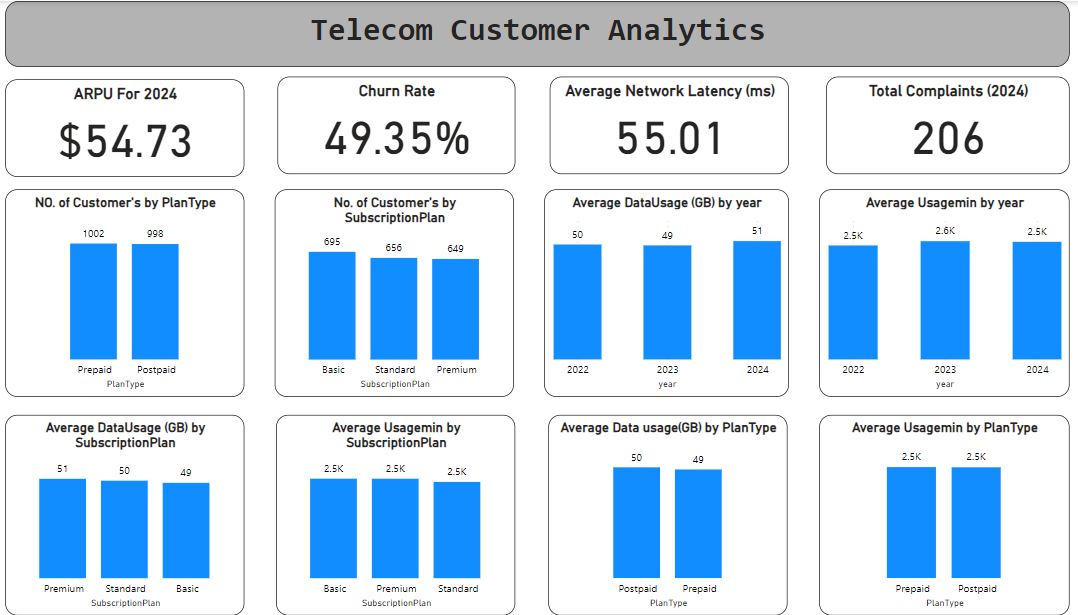 Telecom Customer Analytics
ARPU For 2024
$54.73
Churn Rate
49.35%
Average Network Latency (ms)
55.01
Total Complaints (2024)
206
NO. of Customer's by PlanType
1002 998
Prepaid Postpaid
PlanType
No. of Customer's by
SubscriptionPlan
695 656 649
Basic Standard Premium
SubscriptionPlan
Average DataUsage (GB) by year
50 49 51
2022 2023 2024
year
Average Usagemin by year
2.5K 2.6K 2.5K
2022 2023 2024
year
Average DataUsage (GB) by
SubscriptionPlan
51 50 49
Premium Standard Basic
SubscriptionPlan
Average Usagemin by
SubscriptionPlan
2.5K 2.5K 2.5K
Basic Premium Standard
SubscriptionPlan
Average Data usage(GB) by PlanType
50 49
Postpaid Prepaid
PlanType
Average Usagemin by PlanType
2.5K 2.5K
Prepaid Postpaid
PlanType